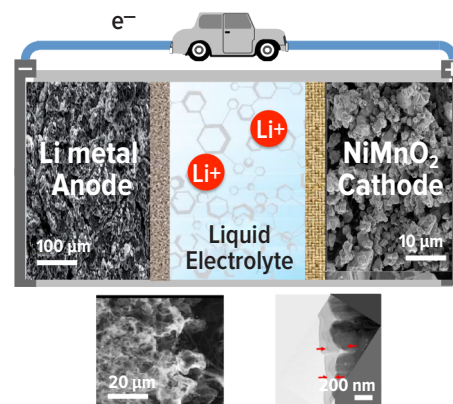 e–
Li metal
Anode
NiMnO₂
Cathode
Li+
Li+
Liquid
Electrolyte
100 µm
10 µm
20 µm
200 nm